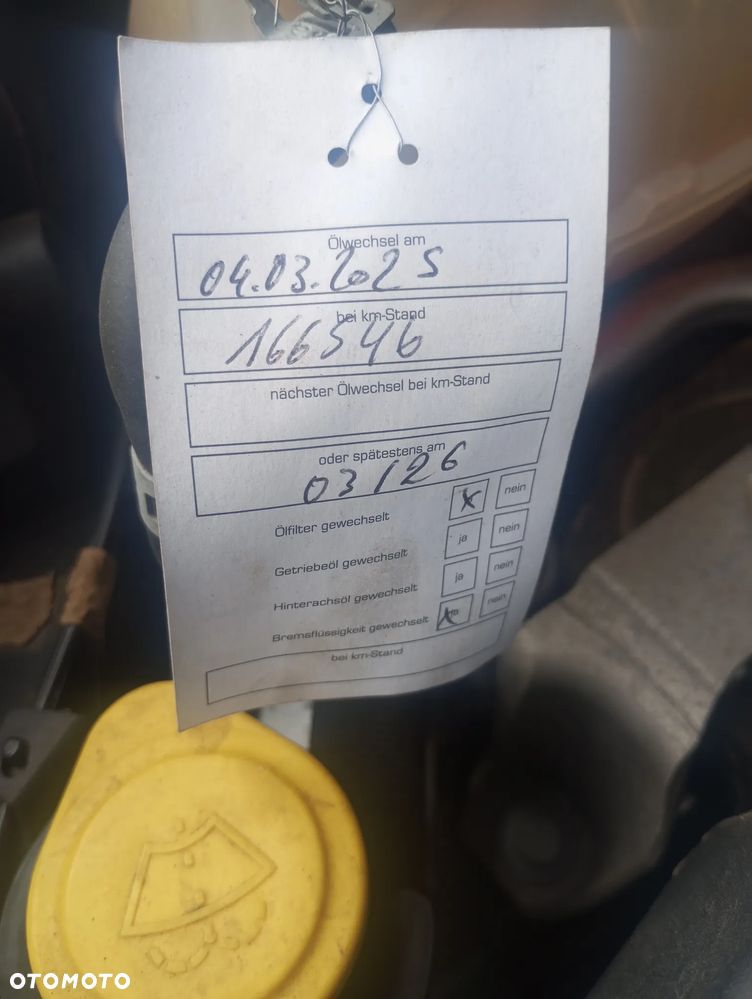 Ölwechsel am
04.03.2025
bei km-Stand
166546
nächster Ölwechsel bei km-Stand
oder spätestens am
03/26
Ölfilter gewechselt nein
Getriebeöl gewechselt ja nein
Hinterachsöl gewechselt ja nein
Bremsflüssigkeit gewechselt nein
bei km-Stand
OTOMOTO